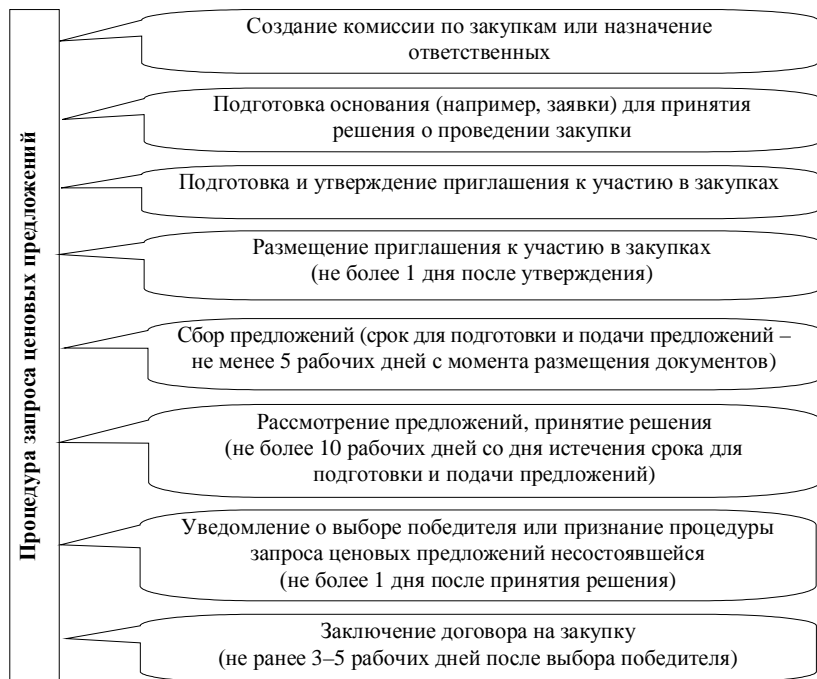 Процедура запроса ценовых предложений
Создание комиссии по закупкам или назначение
ответственных
Подготовка основания (например, заявки) для принятия
решения о проведении закупки
Подготовка и утверждение приглашения к участию в закупках
Размещение приглашения к участию в закупках
(не более 1 дня после утверждения)
Сбор предложений (срок для подготовки и подачи предложений –
не менее 5 рабочих дней с момента размещения документов)
Рассмотрение предложений, принятие решения
(не более 10 рабочих дней со дня истечения срока для
подготовки и подачи предложений)
Уведомление о выборе победителя или признание процедуры
запроса ценовых предложений несостоявшейся
(не более 1 дня после принятия решения)
Заключение договора на закупку
(не ранее 3–5 рабочих дней после выбора победителя)